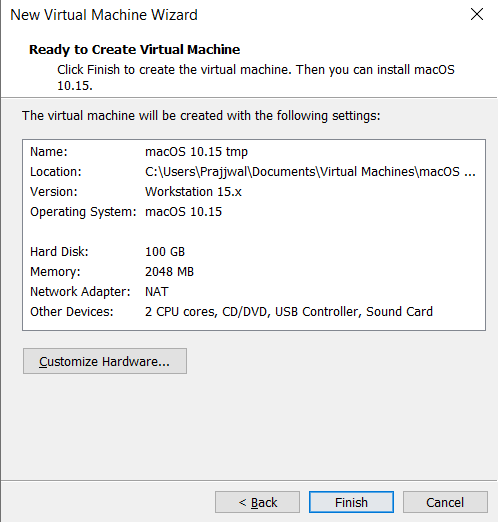 New Virtual Machine Wizard
Ready to Create Virtual Machine
Click Finish to create the virtual machine. Then you can install macOS
10.15.
The virtual machine will be created with the following settings:
Name: macOS 10.15 tmp
Location: C:\Users\Prajjwal\Documents\Virtual Machines\macOS ...
Version: Workstation 15.x
Operating System: macOS 10.15
Hard Disk: 100 GB
Memory: 2048 MB
Network Adapter: NAT
Other Devices: 2 CPU cores, CD/DVD, USB Controller, Sound Card
Customize Hardware...
< Back Finish Cancel